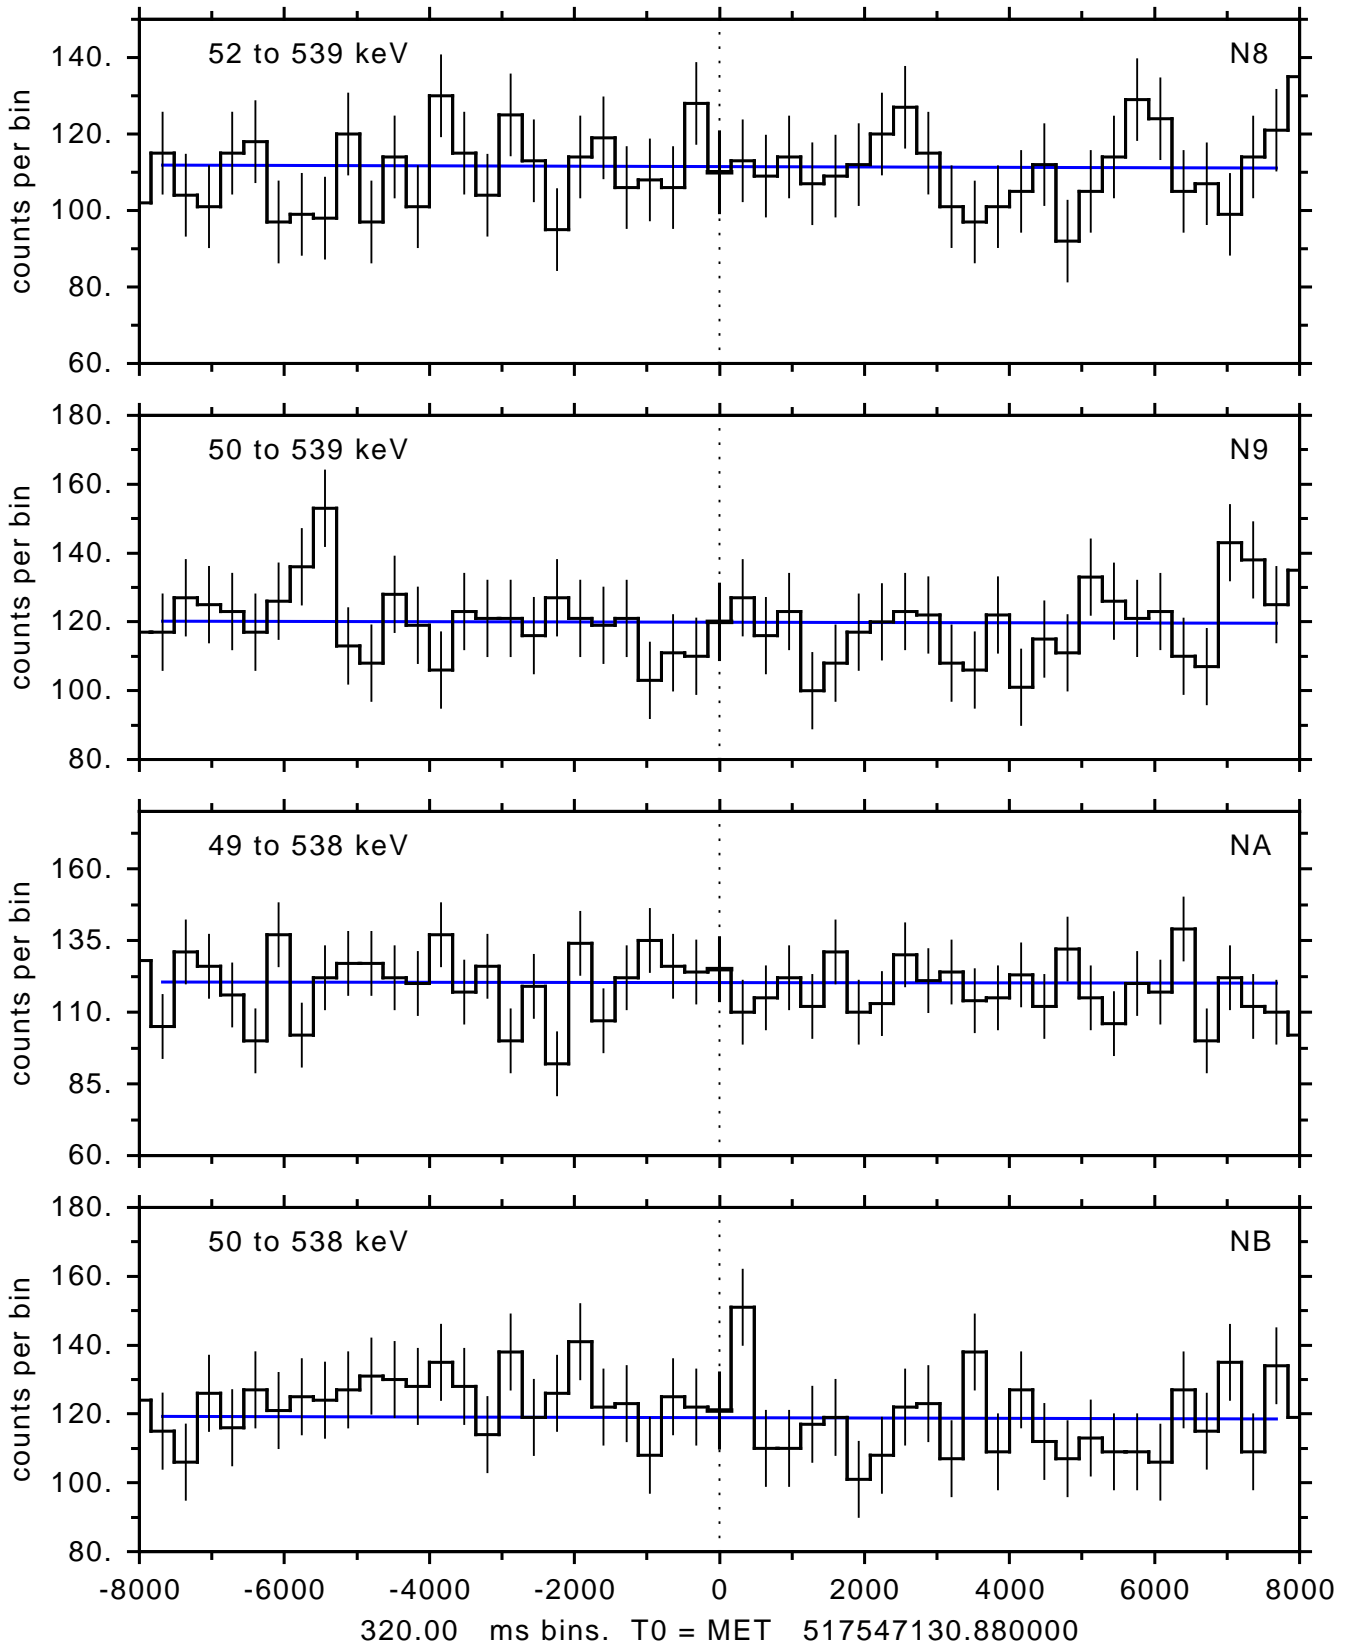 52 to 539 keV N8
140.
120.
100.
80.
60.
counts per bin
50 to 539 keV N9
180.
160.
140.
120.
100.
80.
counts per bin
49 to 538 keV NA
160.
135.
110.
85.
60.
counts per bin
50 to 538 keV NB
180.
160.
140.
120.
100.
80.
counts per bin
-8000 -6000 -4000 -2000 0 2000 4000 6000 8000
320.00 ms bins. T0 = MET 517547130.880000